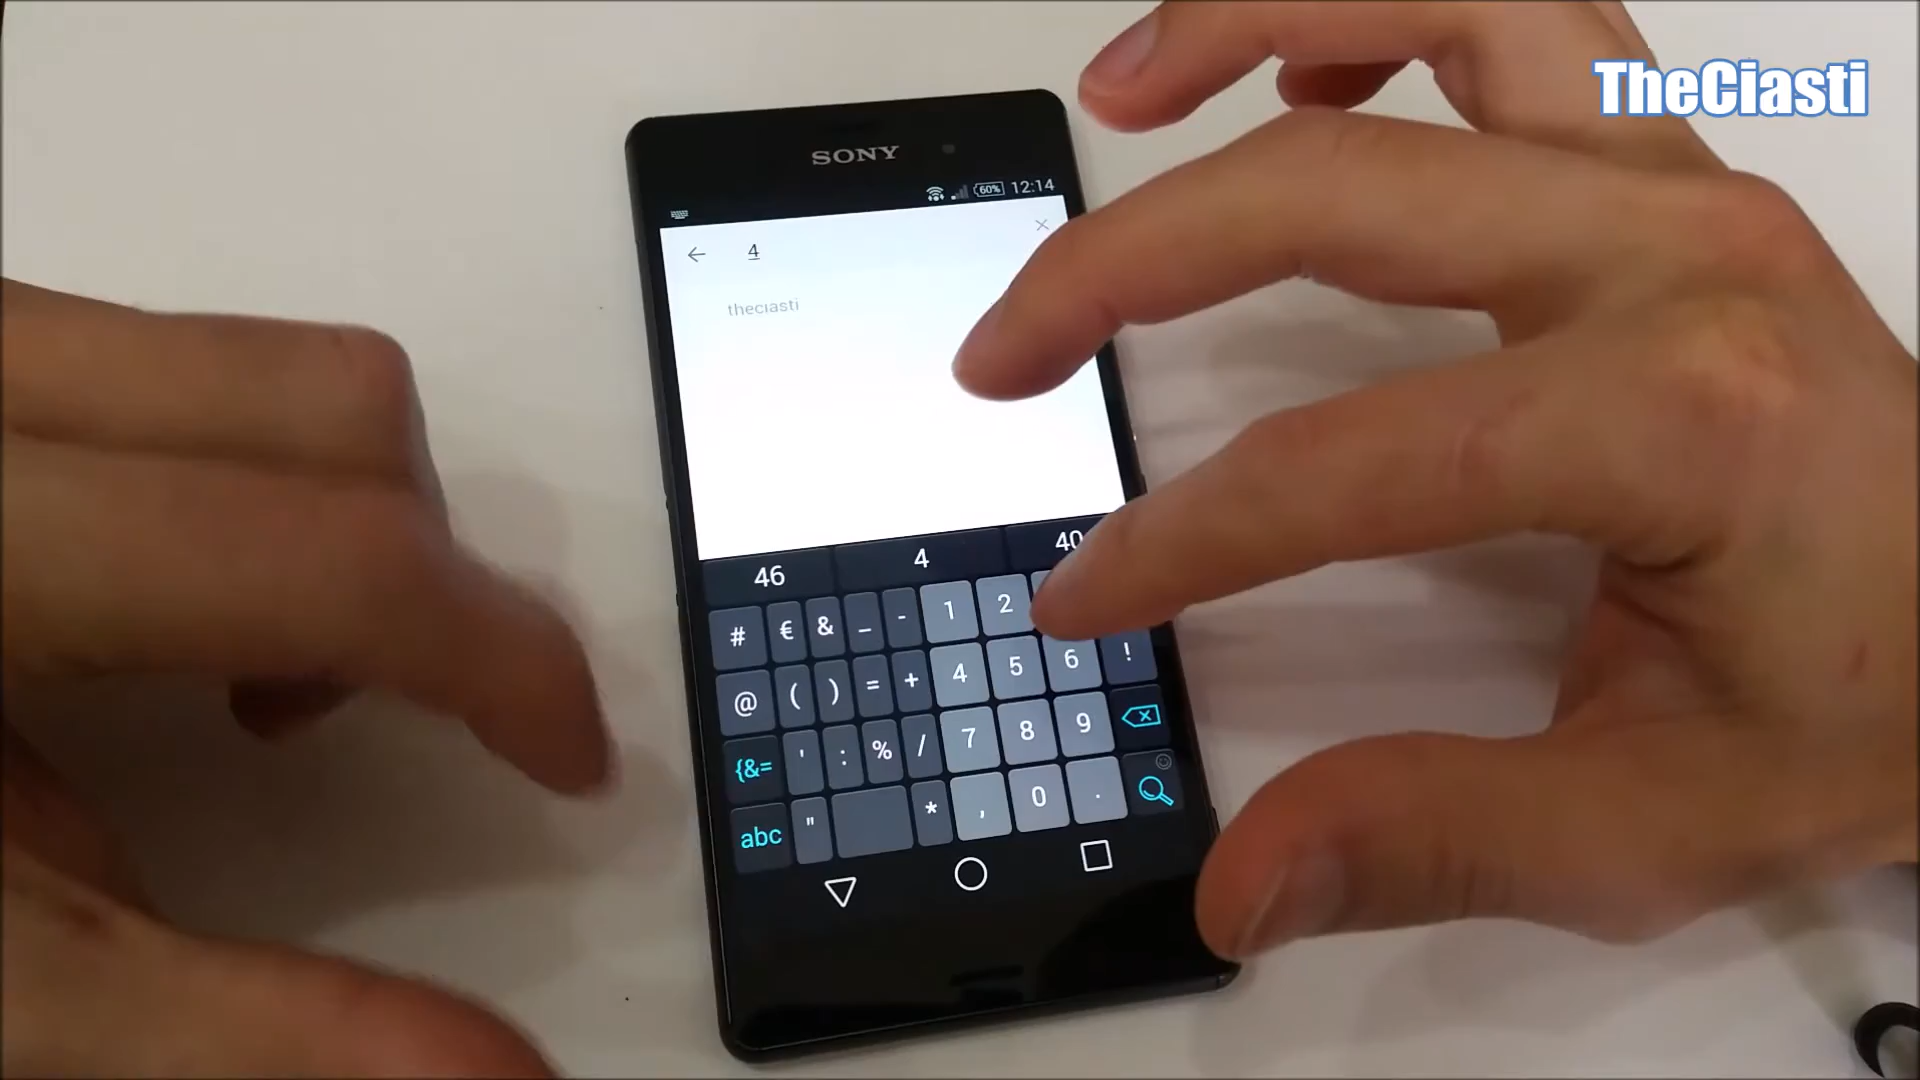 TheCiasti
SONY
60% 12:14
4
theciasti
46 4 40
# € & _ - 1 2
@ ( ) = + 4 5 6 !
{&= ' : % / 7 8 9
abc " * , 0 .